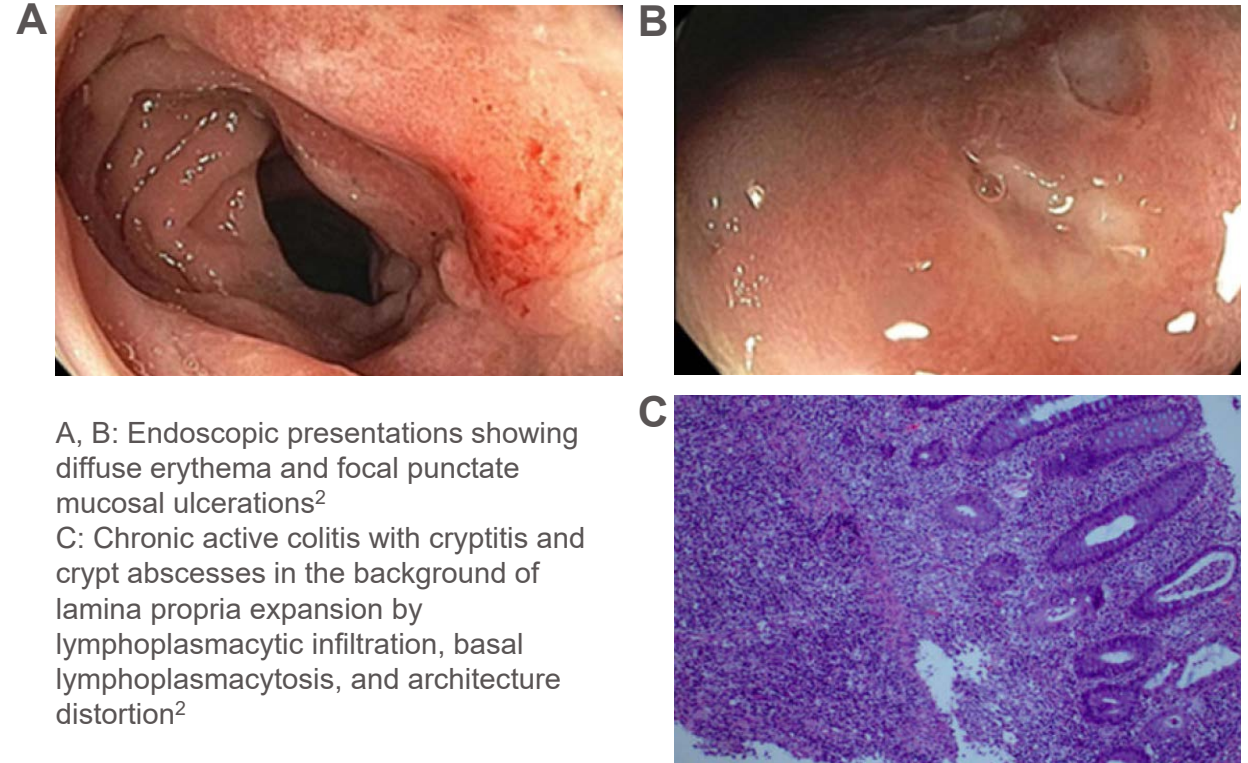 A
B
A, B: Endoscopic presentations showing
diffuse erythema and focal punctate
mucosal ulcerations²
C: Chronic active colitis with cryptitis and
crypt abscesses in the background of
lamina propria expansion by
lymphoplasmacytic infiltration, basal
lymphoplasmacytosis, and architecture
distortion²
C